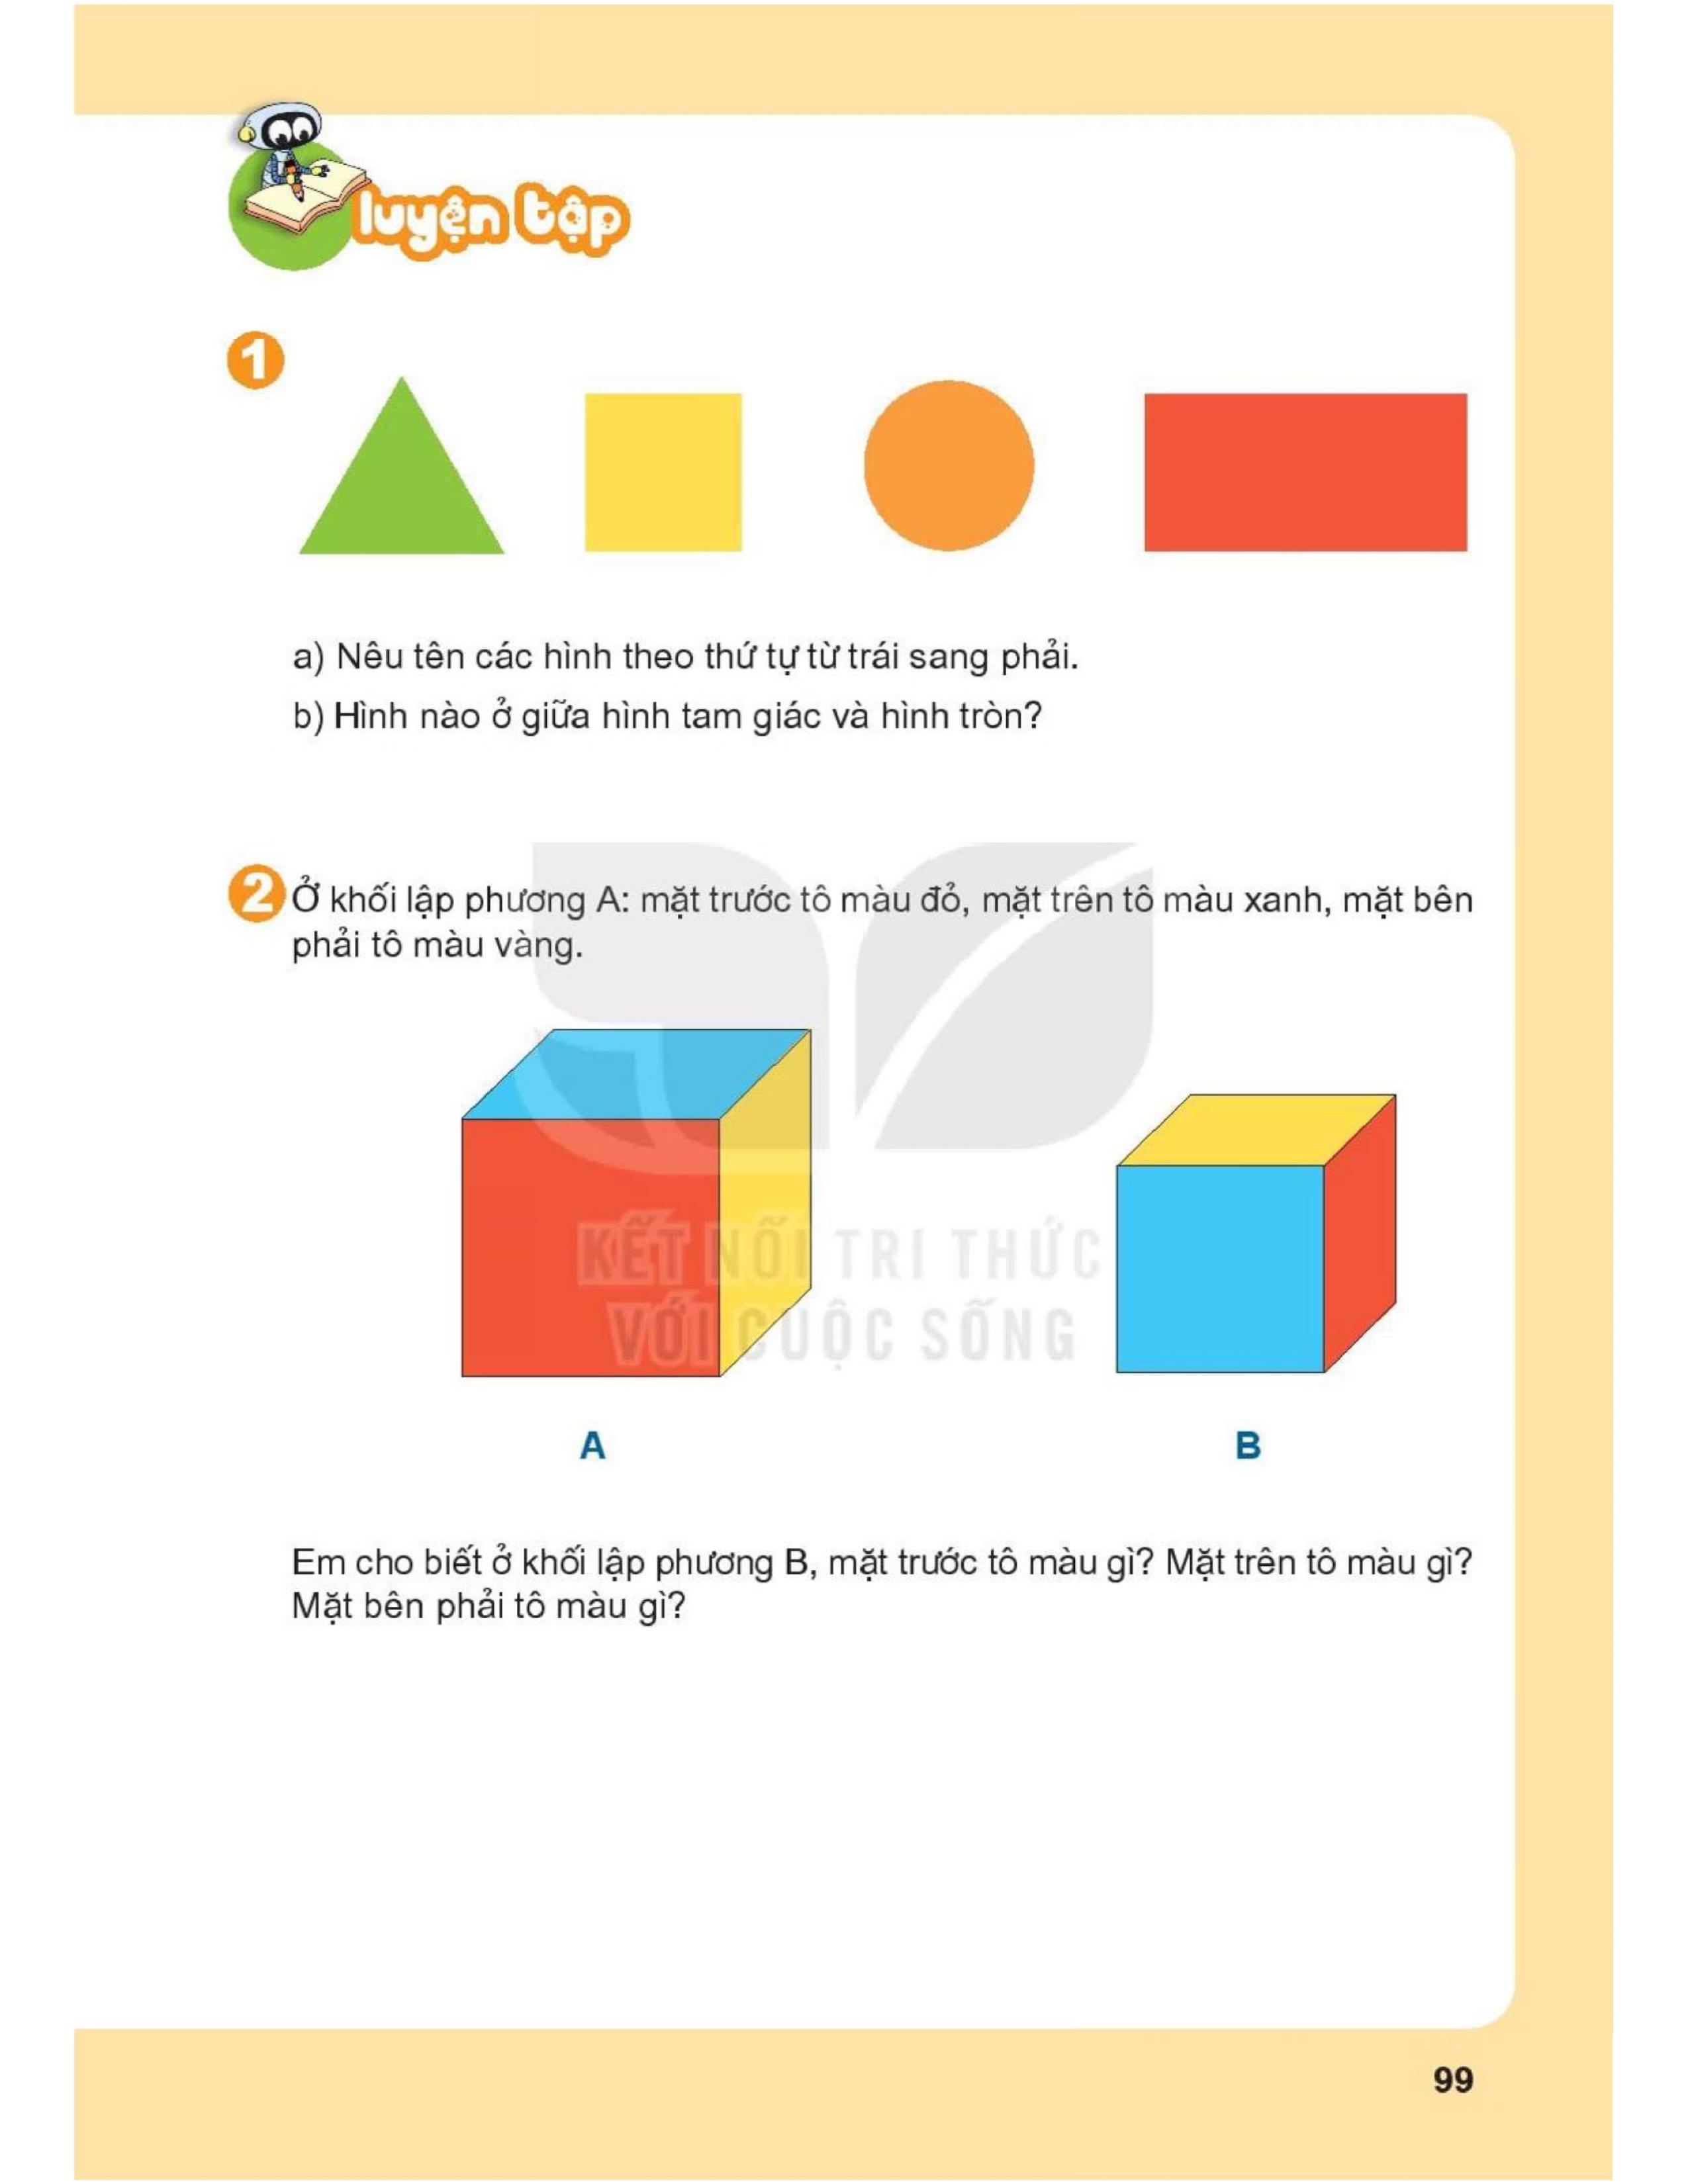 luyện tập
1
a) Nêu tên các hình theo thứ tự từ trái sang phải.
b) Hình nào ở giữa hình tam giác và hình tròn?
2 Ở khối lập phương A: mặt trước tô màu đỏ, mặt trên tô màu xanh, mặt bên
phải tô màu vàng.
KẾT NỐI TRI THỨC
VỚI CUỘC SỐNG
A
B
Em cho biết ở khối lập phương B, mặt trước tô màu gì? Mặt trên tô màu gì?
Mặt bên phải tô màu gì?
99